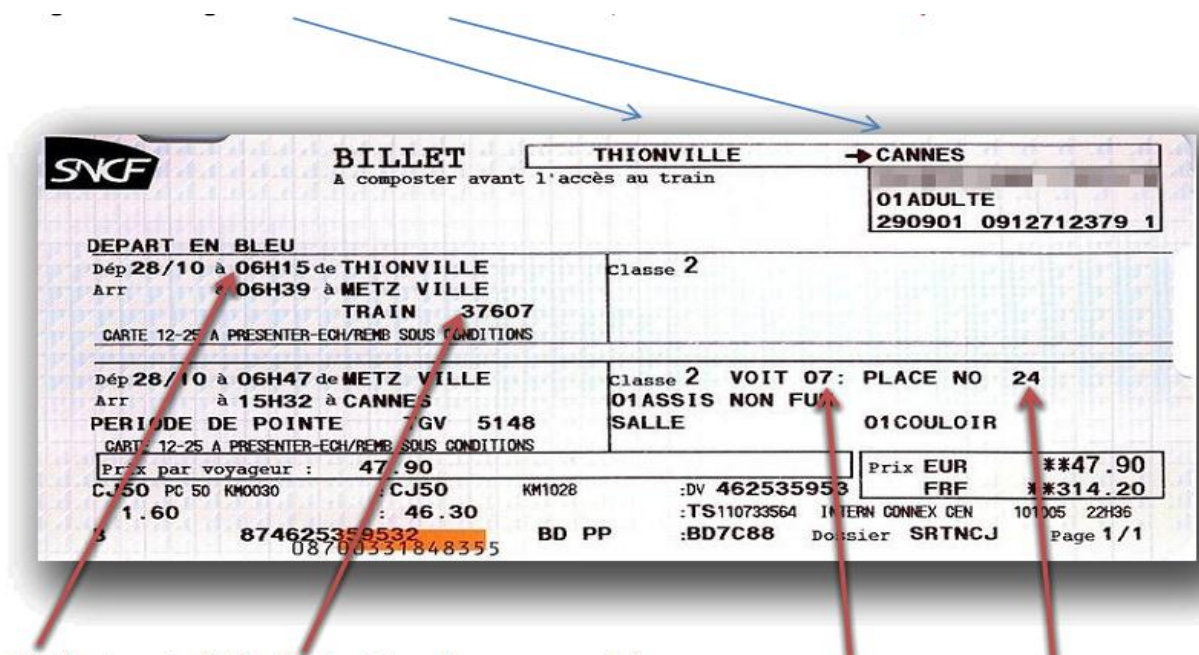 SNCF
BILLET THIONVILLE → CANNES
A composter avant l'accès au train
01ADULTE
290901 0912712379 1
DEPART EN BLEU
Dép 28/10 à 06H15 de THIONVILLE Classe 2
Arr à 06H39 à METZ VILLE
TRAIN 37607
CARTE 12-25 A PRESENTER-ECH/REMB SOUS CONDITIONS
Dép 28/10 à 06H47 de METZ VILLE Classe 2 VOIT 07: PLACE NO 24
Arr à 15H32 à CANNES 01ASSIS NON FUM
PERIODE DE POINTE TGV 5148 SALLE 01COULOIR
CARTE 12-25 A PRESENTER-ECH/REMB SOUS CONDITIONS
Prix par voyageur : 47.90 Prix EUR **47.90
CJ50 PC 50 KM0030 :CJ50 KM1028 :DV 462535953 FRF **314.20
1.60 : 46.30 :TS110733564 INTERN CONNEX CEN 101005 22H36
874625359532 BD PP :BD7C88 Dossier SRTNCJ Page 1/1
08700331848355